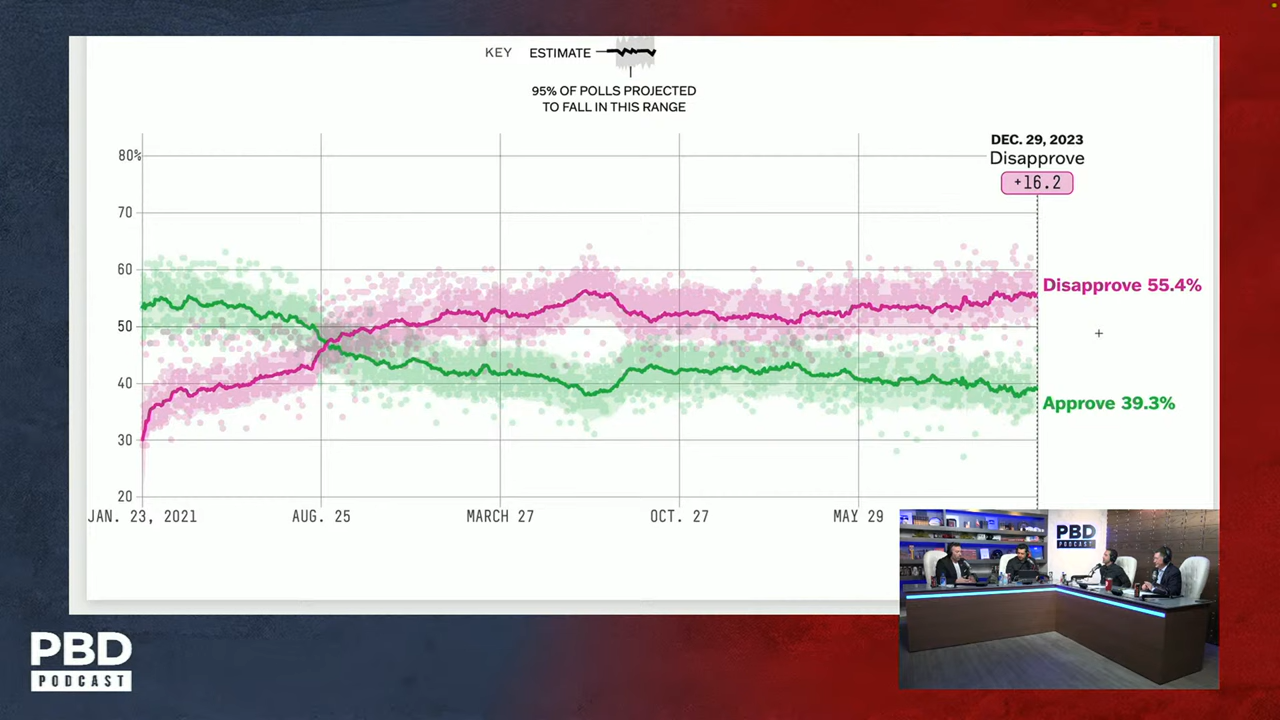 KEY ESTIMATE
95% OF POLLS PROJECTED
TO FALL IN THIS RANGE
DEC. 29, 2023
Disapprove
+16.2
80%
70
60
50
40
30
20
Disapprove 55.4%
Approve 39.3%
JAN. 23, 2021 AUG. 25 MARCH 27 OCT. 27 MAY 29
PBD
PODCAST
PBD
PODCAST